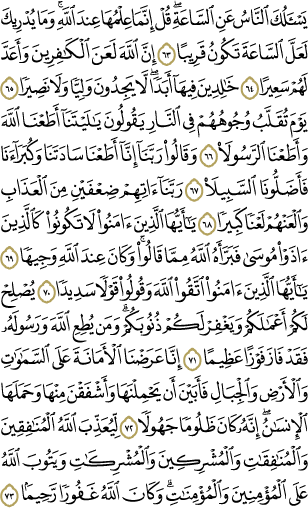 يَسْـَٔلُكَ ٱلنَّاسُ عَنِ ٱلسَّاعَةِۖ قُلْ إِنَّمَا عِلْمُهَا عِندَ ٱللَّهِۚ وَمَا يُدْرِيكَ
لَعَلَّ ٱلسَّاعَةَ تَكُونُ قَرِيبًا ٦٣ إِنَّ ٱللَّهَ لَعَنَ ٱلْكَٰفِرِينَ وَأَعَدَّ
لَهُمْ سَعِيرًا ٦٤ خَٰلِدِينَ فِيهَآ أَبَدًاۖ لَّا يَجِدُونَ وَلِيًّا وَلَا نَصِيرًا ٦٥
يَوْمَ تُقَلَّبُ وُجُوهُهُمْ فِى ٱلنَّارِ يَقُولُونَ يَٰلَيْتَنَآ أَطَعْنَا ٱللَّهَ
وَأَطَعْنَا ٱلرَّسُولَا۠ ٦٦ وَقَالُوا۟ رَبَّنَآ إِنَّآ أَطَعْنَا سَادَتَنَا وَكُبَرَآءَنَا
فَأَضَلُّونَا ٱلسَّبِيلَا۠ ٦٧ رَبَّنَآ ءَاتِهِمْ ضِعْفَيْنِ مِنَ ٱلْعَذَابِ
وَٱلْعَنْهُمْ لَعْنًا كَبِيرًا ٦٨ يَٰٓأَيُّهَا ٱلَّذِينَ ءَامَنُوا۟ لَا تَكُونُوا۟ كَٱلَّذِينَ
ءَاذَوْا۟ مُوسَىٰ فَبَرَّأَهُ ٱللَّهُ مِمَّا قَالُوا۟ۚ وَكَانَ عِندَ ٱللَّهِ وَجِيهًا ٦٩
يَٰٓأَيُّهَا ٱلَّذِينَ ءَامَنُوا۟ ٱتَّقُوا۟ ٱللَّهَ وَقُولُوا۟ قَوْلًا سَدِيدًا ٧٠ يُصْلِحْ
لَكُمْ أَعْمَٰلَكُمْ وَيَغْفِرْ لَكُمْ ذُنُوبَكُمْۗ وَمَن يُطِعِ ٱللَّهَ وَرَسُولَهُۥ
فَقَدْ فَازَ فَوْزًا عَظِيمًا ٧١ إِنَّا عَرَضْنَا ٱلْأَمَانَةَ عَلَى ٱلسَّمَٰوَٰتِ
وَٱلْأَرْضِ وَٱلْجِبَالِ فَأَبَيْنَ أَن يَحْمِلْنَهَا وَأَشْفَقْنَ مِنْهَا وَحَمَلَهَا
ٱلْإِنسَٰنُۖ إِنَّهُۥ كَانَ ظَلُومًا جَهُولًا ٧٢ لِّيُعَذِّبَ ٱللَّهُ ٱلْمُنَٰفِقِينَ
وَٱلْمُنَٰفِقَٰتِ وَٱلْمُشْرِكِينَ وَٱلْمُشْرِكَٰتِ وَيَتُوبَ ٱللَّهُ
عَلَى ٱلْمُؤْمِنِينَ وَٱلْمُؤْمِنَٰتِۗ وَكَانَ ٱللَّهُ غَفُورًا رَّحِيمًۢا ٧٣